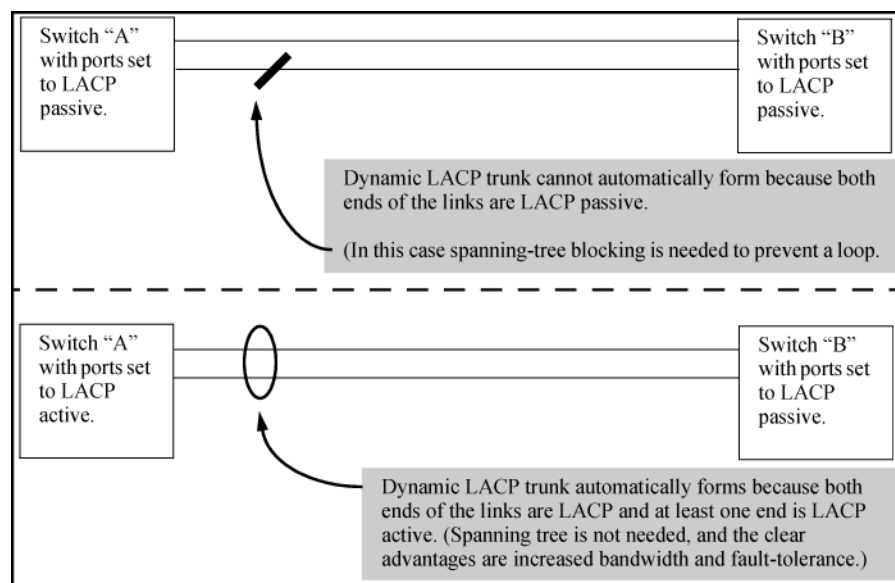 Switch “A”
with ports set
to LACP
passive.
Switch “B”
with ports set
to LACP
passive.
Dynamic LACP trunk cannot automatically form because both
ends of the links are LACP passive.
(In this case spanning-tree blocking is needed to prevent a loop.
Switch “A”
with ports set
to LACP
active.
Switch “B”
with ports set
to LACP
passive.
Dynamic LACP trunk automatically forms because both
ends of the links are LACP and at least one end is LACP
active. (Spanning tree is not needed, and the clear
advantages are increased bandwidth and fault-tolerance.)